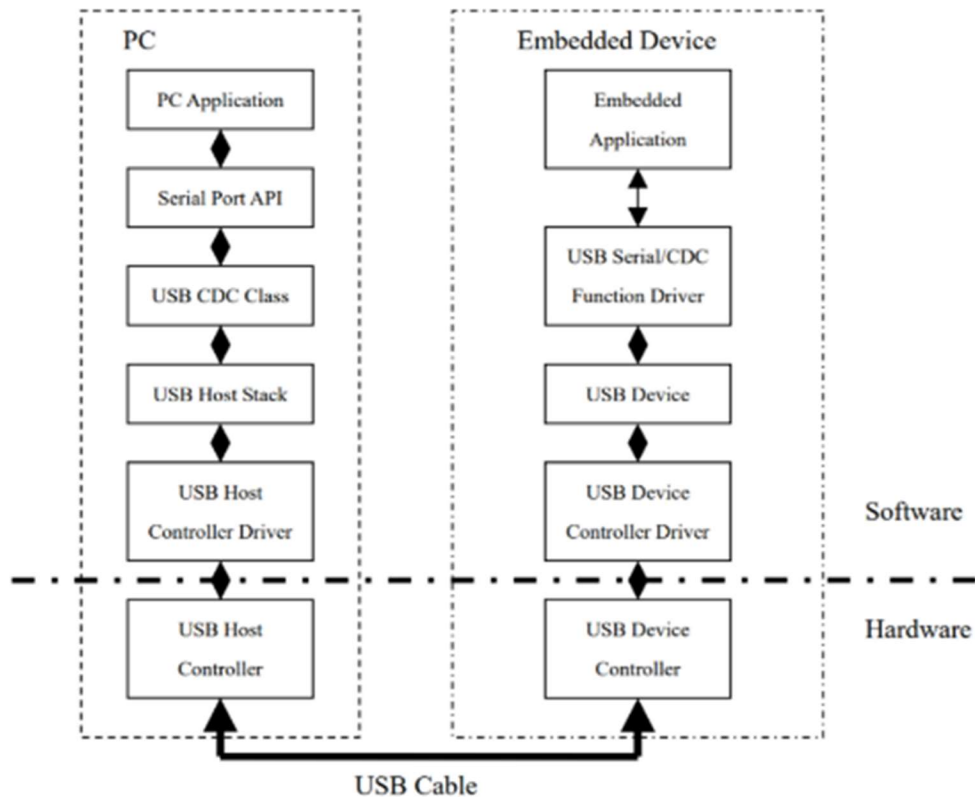 PC
PC Application
Serial Port API
USB CDC Class
USB Host Stack
USB Host
Controller Driver
USB Host
Controller
Embedded Device
Embedded
Application
USB Serial/CDC
Function Driver
USB Device
USB Device
Controller Driver
USB Device
Controller
Software
Hardware
USB Cable